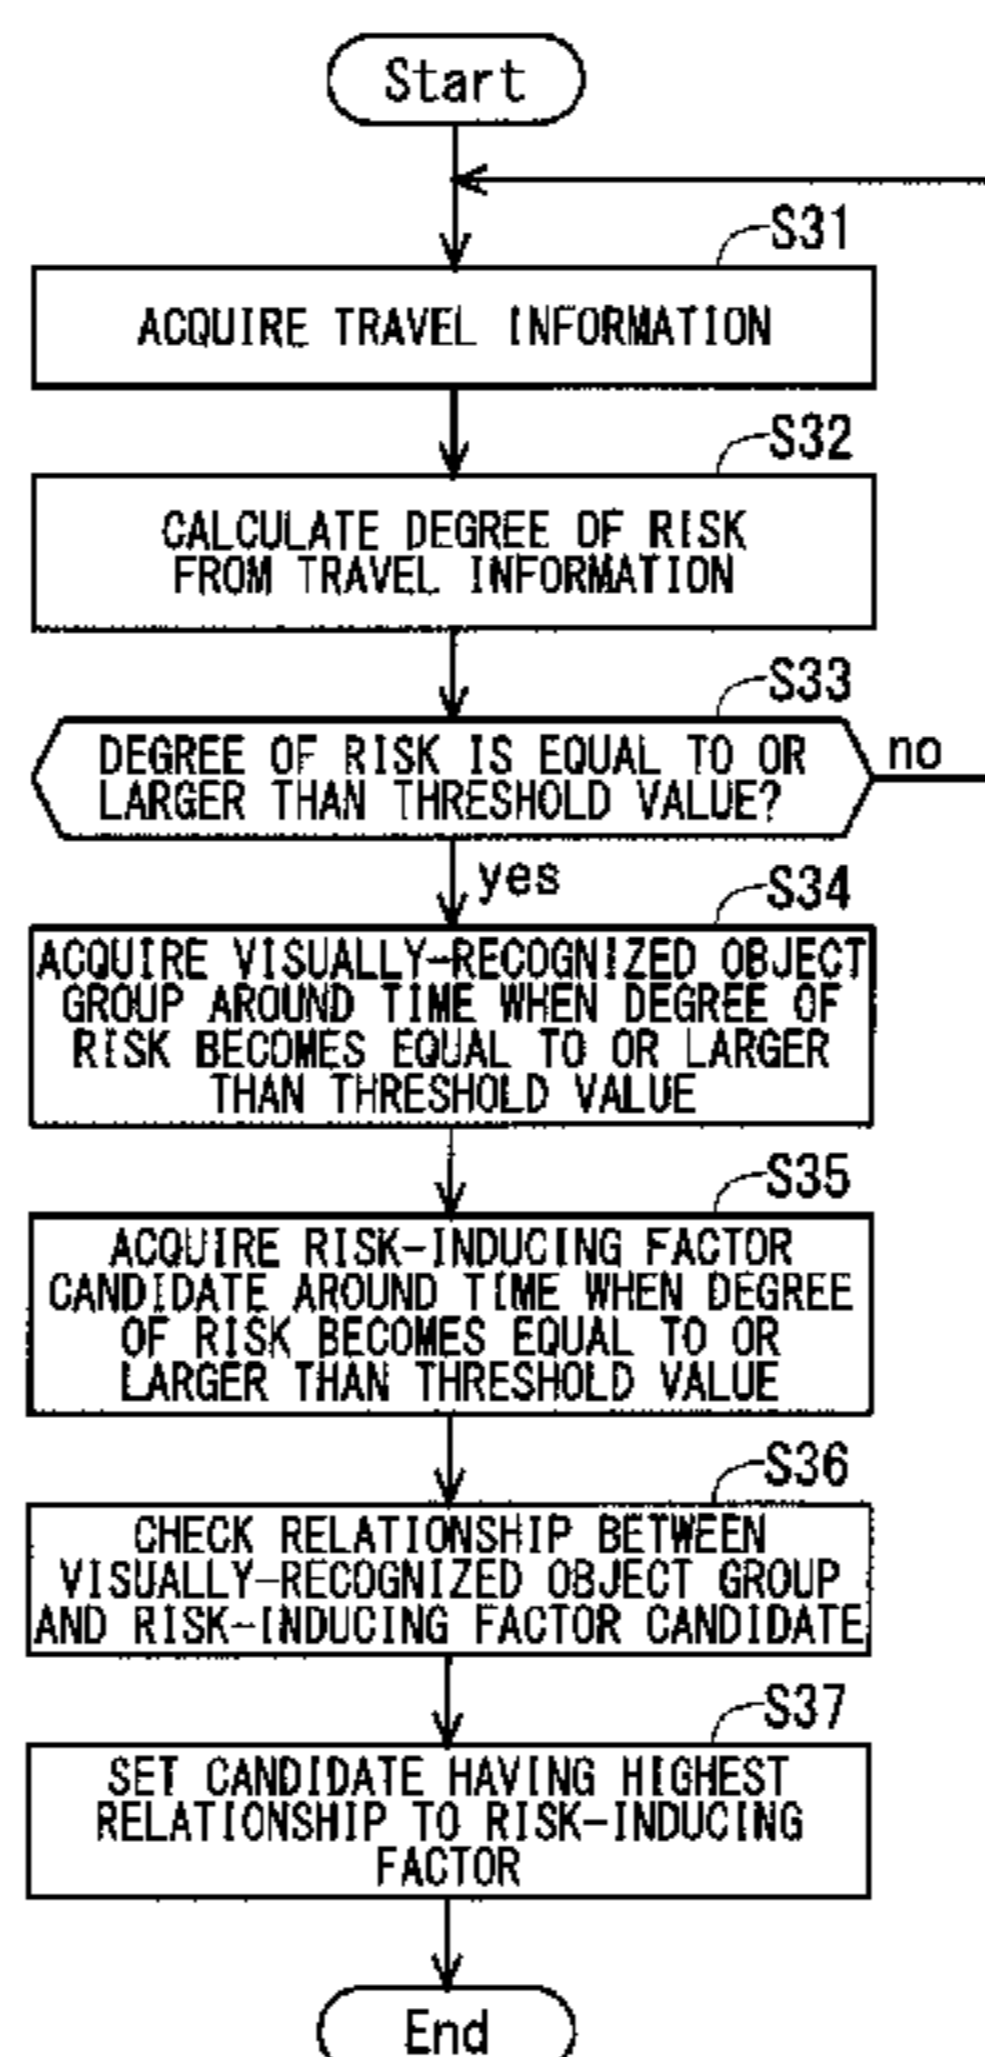 Start
S31
ACQUIRE TRAVEL INFORMATION
S32
CALCULATE DEGREE OF RISK
FROM TRAVEL INFORMATION
S33
DEGREE OF RISK IS EQUAL TO OR
LARGER THAN THRESHOLD VALUE?
no
yes
S34
ACQUIRE VISUALLY-RECOGNIZED OBJECT
GROUP AROUND TIME WHEN DEGREE OF
RISK BECOMES EQUAL TO OR LARGER
THAN THRESHOLD VALUE
S35
ACQUIRE RISK-INDUCING FACTOR
CANDIDATE AROUND TIME WHEN DEGREE
OF RISK BECOMES EQUAL TO OR
LARGER THAN THRESHOLD VALUE
S36
CHECK RELATIONSHIP BETWEEN
VISUALLY-RECOGNIZED OBJECT GROUP
AND RISK-INDUCING FACTOR CANDIDATE
S37
SET CANDIDATE HAVING HIGHEST
RELATIONSHIP TO RISK-INDUCING
FACTOR
End